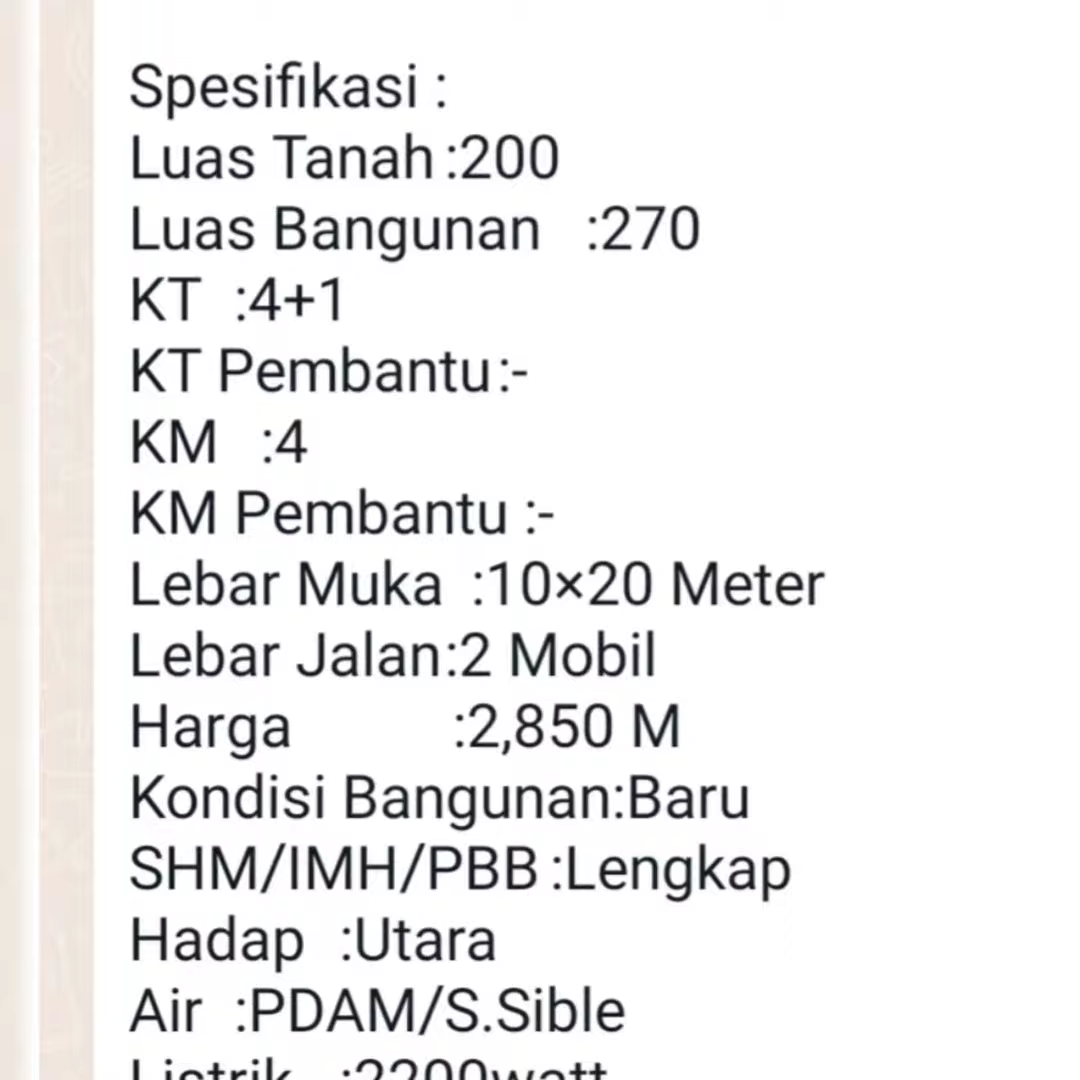 Spesifikasi :
Luas Tanah :200
Luas Bangunan :270
KT :4+1
KT Pembantu :-
KM :4
KM Pembantu :-
Lebar Muka :10×20 Meter
Lebar Jalan:2 Mobil
Harga :2,850 M
Kondisi Bangunan:Baru
SHM/IMH/PBB :Lengkap
Hadap :Utara
Air :PDAM/S.Sible
Listrik :2200watt